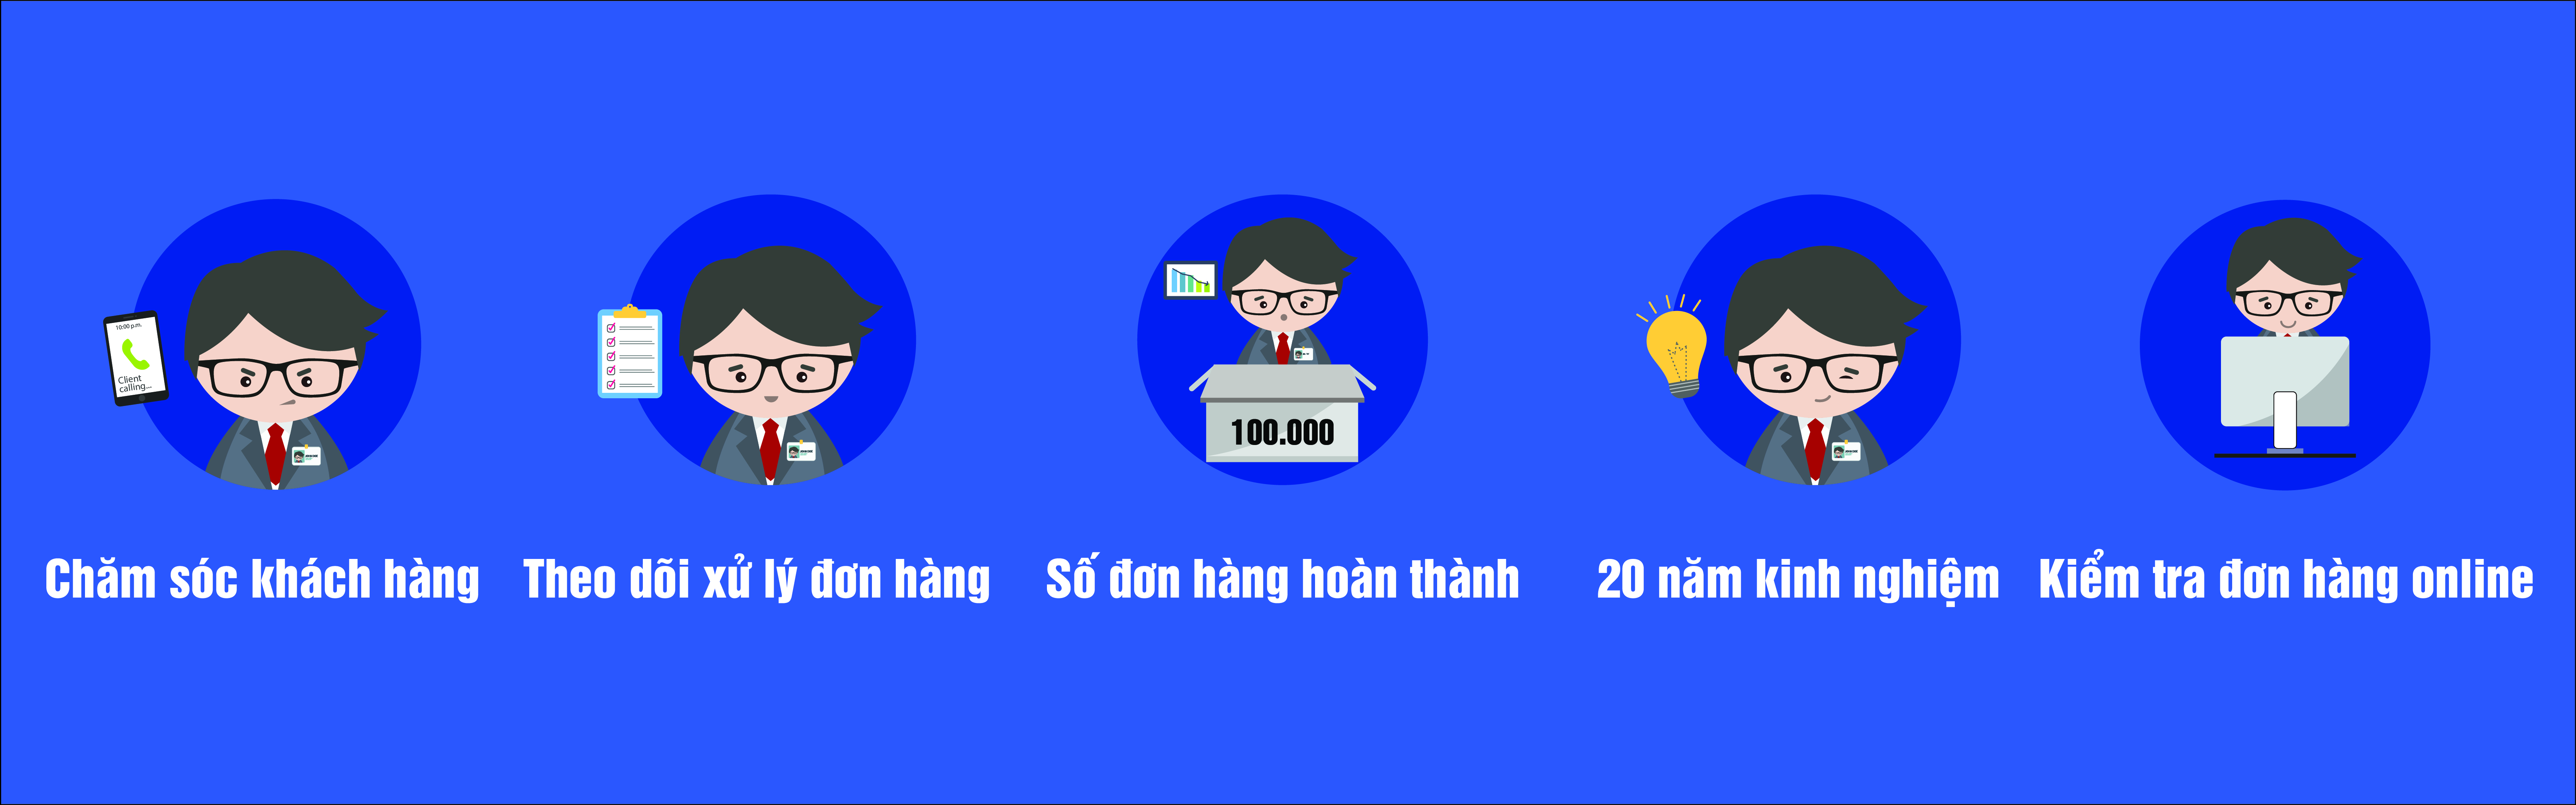 10:00 p.m.
Client
calling...
100.000
Chăm sóc khách hàng
Theo dõi xử lý đơn hàng
Số đơn hàng hoàn thành
20 năm kinh nghiệm
Kiểm tra đơn hàng online